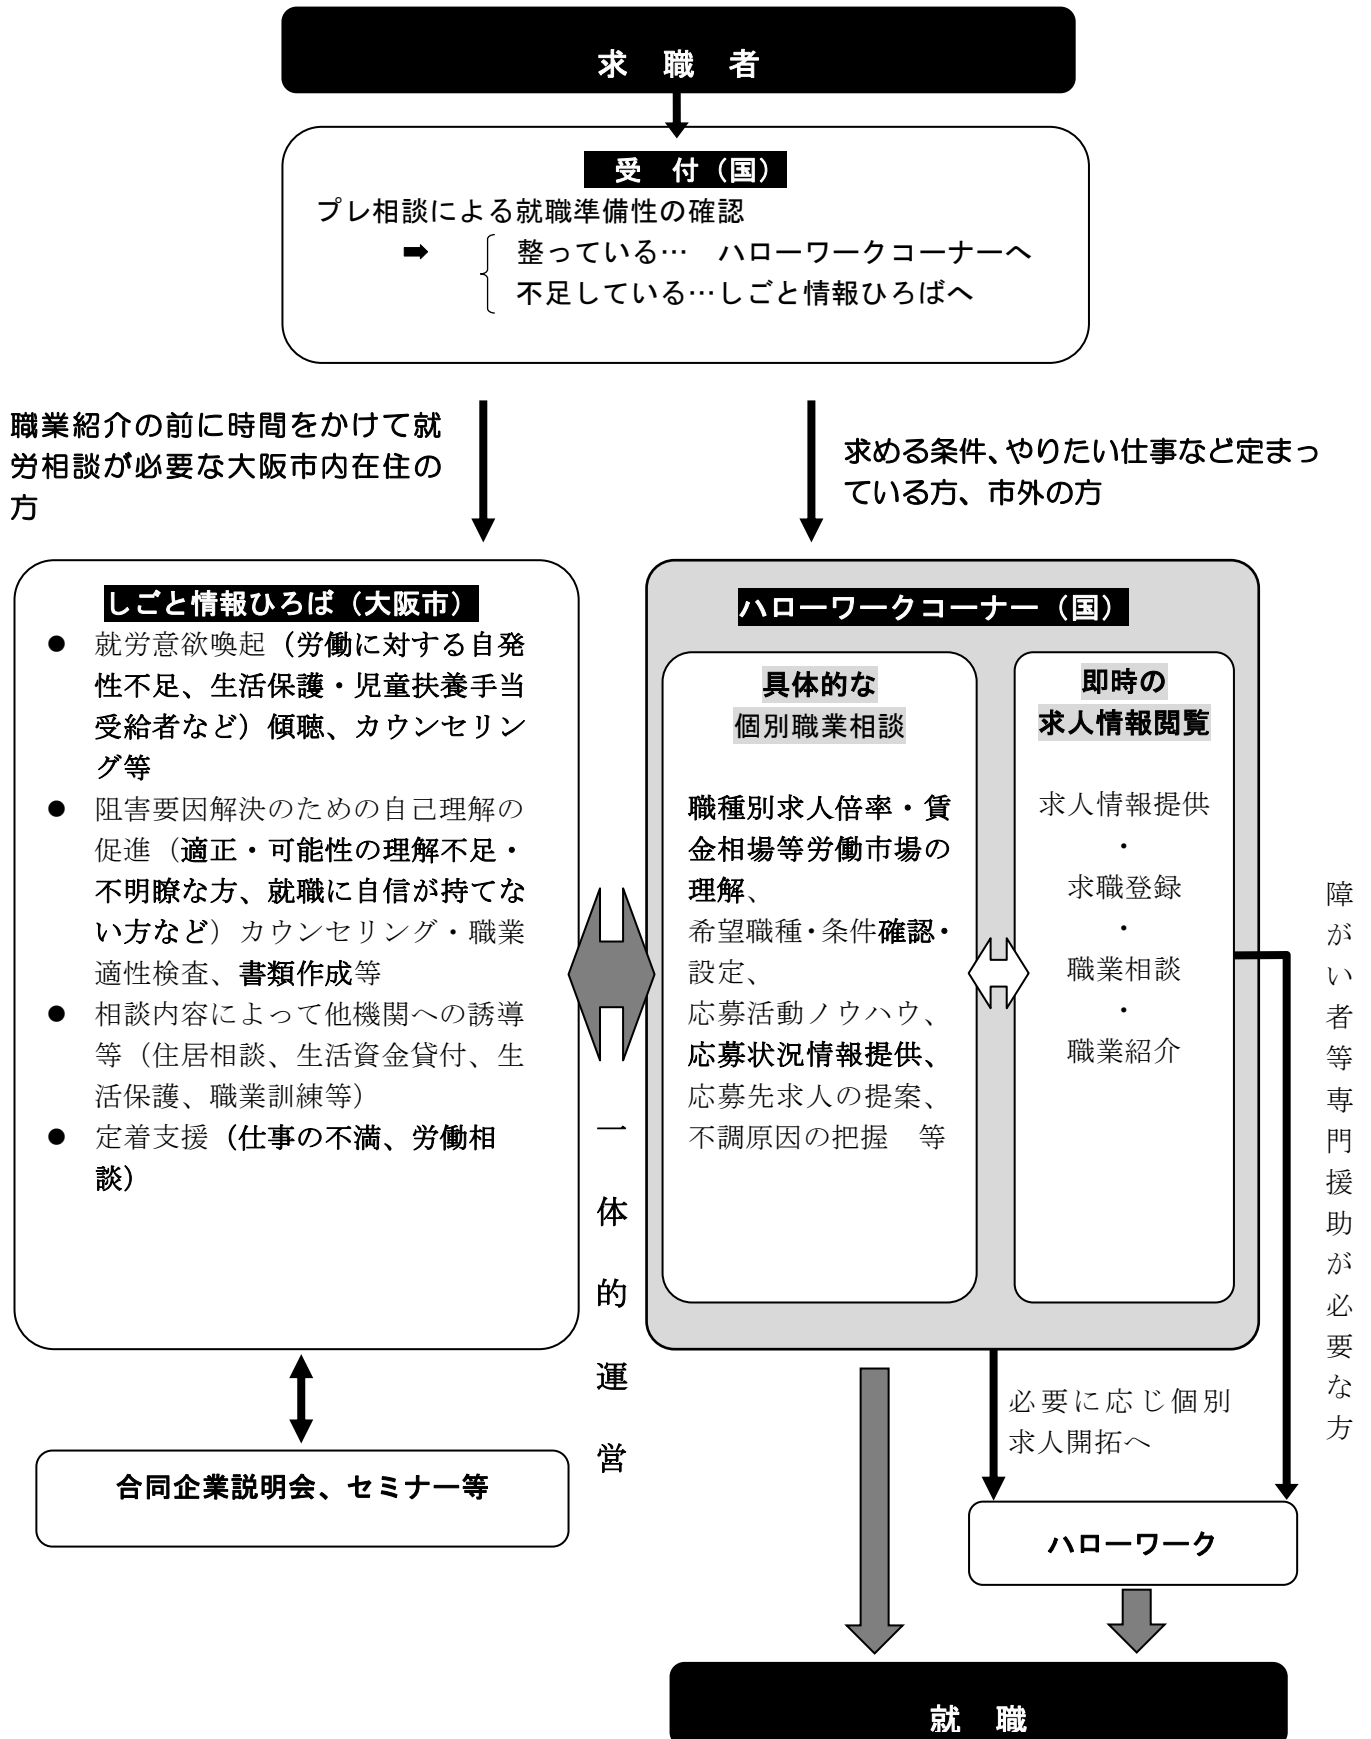 求　職　者
受　付（国）
プレ相談による就職準備性の確認
➡ 整っている…　ハローワークコーナーへ
不足している…しごと情報ひろばへ
職業紹介の前に時間をかけて就
労相談が必要な大阪市内在住の
方
求める条件、やりたい仕事など定まっ
ている方、市外の方
しごと情報ひろば（大阪市）
● 就労意欲喚起（労働に対する自発
性不足、生活保護・児童扶養手当
受給者など）傾聴、カウンセリン
グ等
● 阻害要因解決のための自己理解の
促進（適正・可能性の理解不足・
不明瞭な方、就職に自信が持てな
い方など）カウンセリング・職業
適性検査、書類作成等
● 相談内容によって他機関への誘導
等（住居相談、生活資金貸付、生
活保護、職業訓練等）
● 定着支援（仕事の不満、労働相
談）
一体的運営
ハローワークコーナー（国）
具体的な
個別職業相談
職種別求人倍率・賃
金相場等労働市場の
理解、
希望職種・条件確認・
設定、
応募活動ノウハウ、
応募状況情報提供、
応募先求人の提案、
不調原因の把握　等
即時の
求人情報閲覧
求人情報提供
・
求職登録
・
職業相談
・
職業紹介
障がい者等専門援助が必要な方
合同企業説明会、セミナー等
必要に応じ個別
求人開拓へ
ハローワーク
就　職